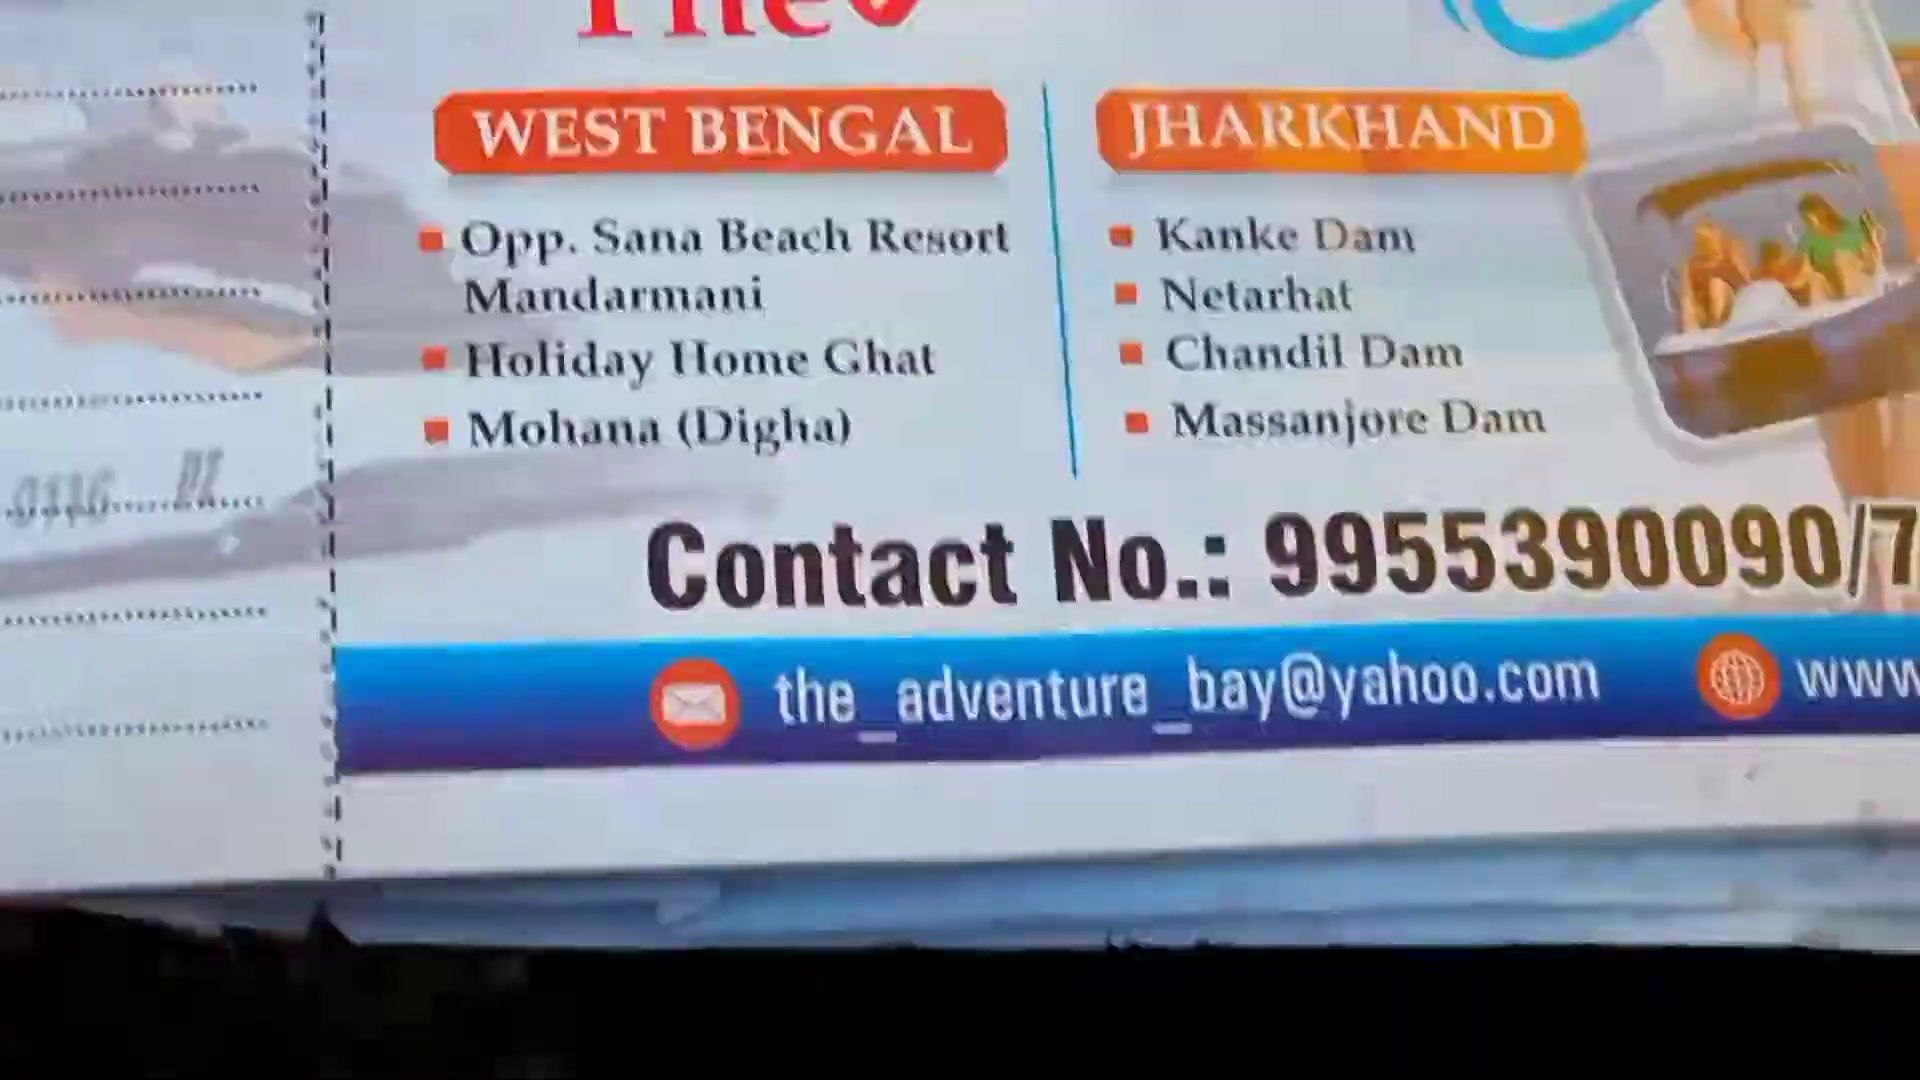 The
WEST BENGAL
Opp. Sana Beach Resort
Mandarmani
Holiday Home Ghat
Mohana (Digha)
JHARKHAND
Kanke Dam
Netarhat
Chandil Dam
Massanjore Dam
Contact No.: 9955390090/7
the_adventure_bay@yahoo.com
www